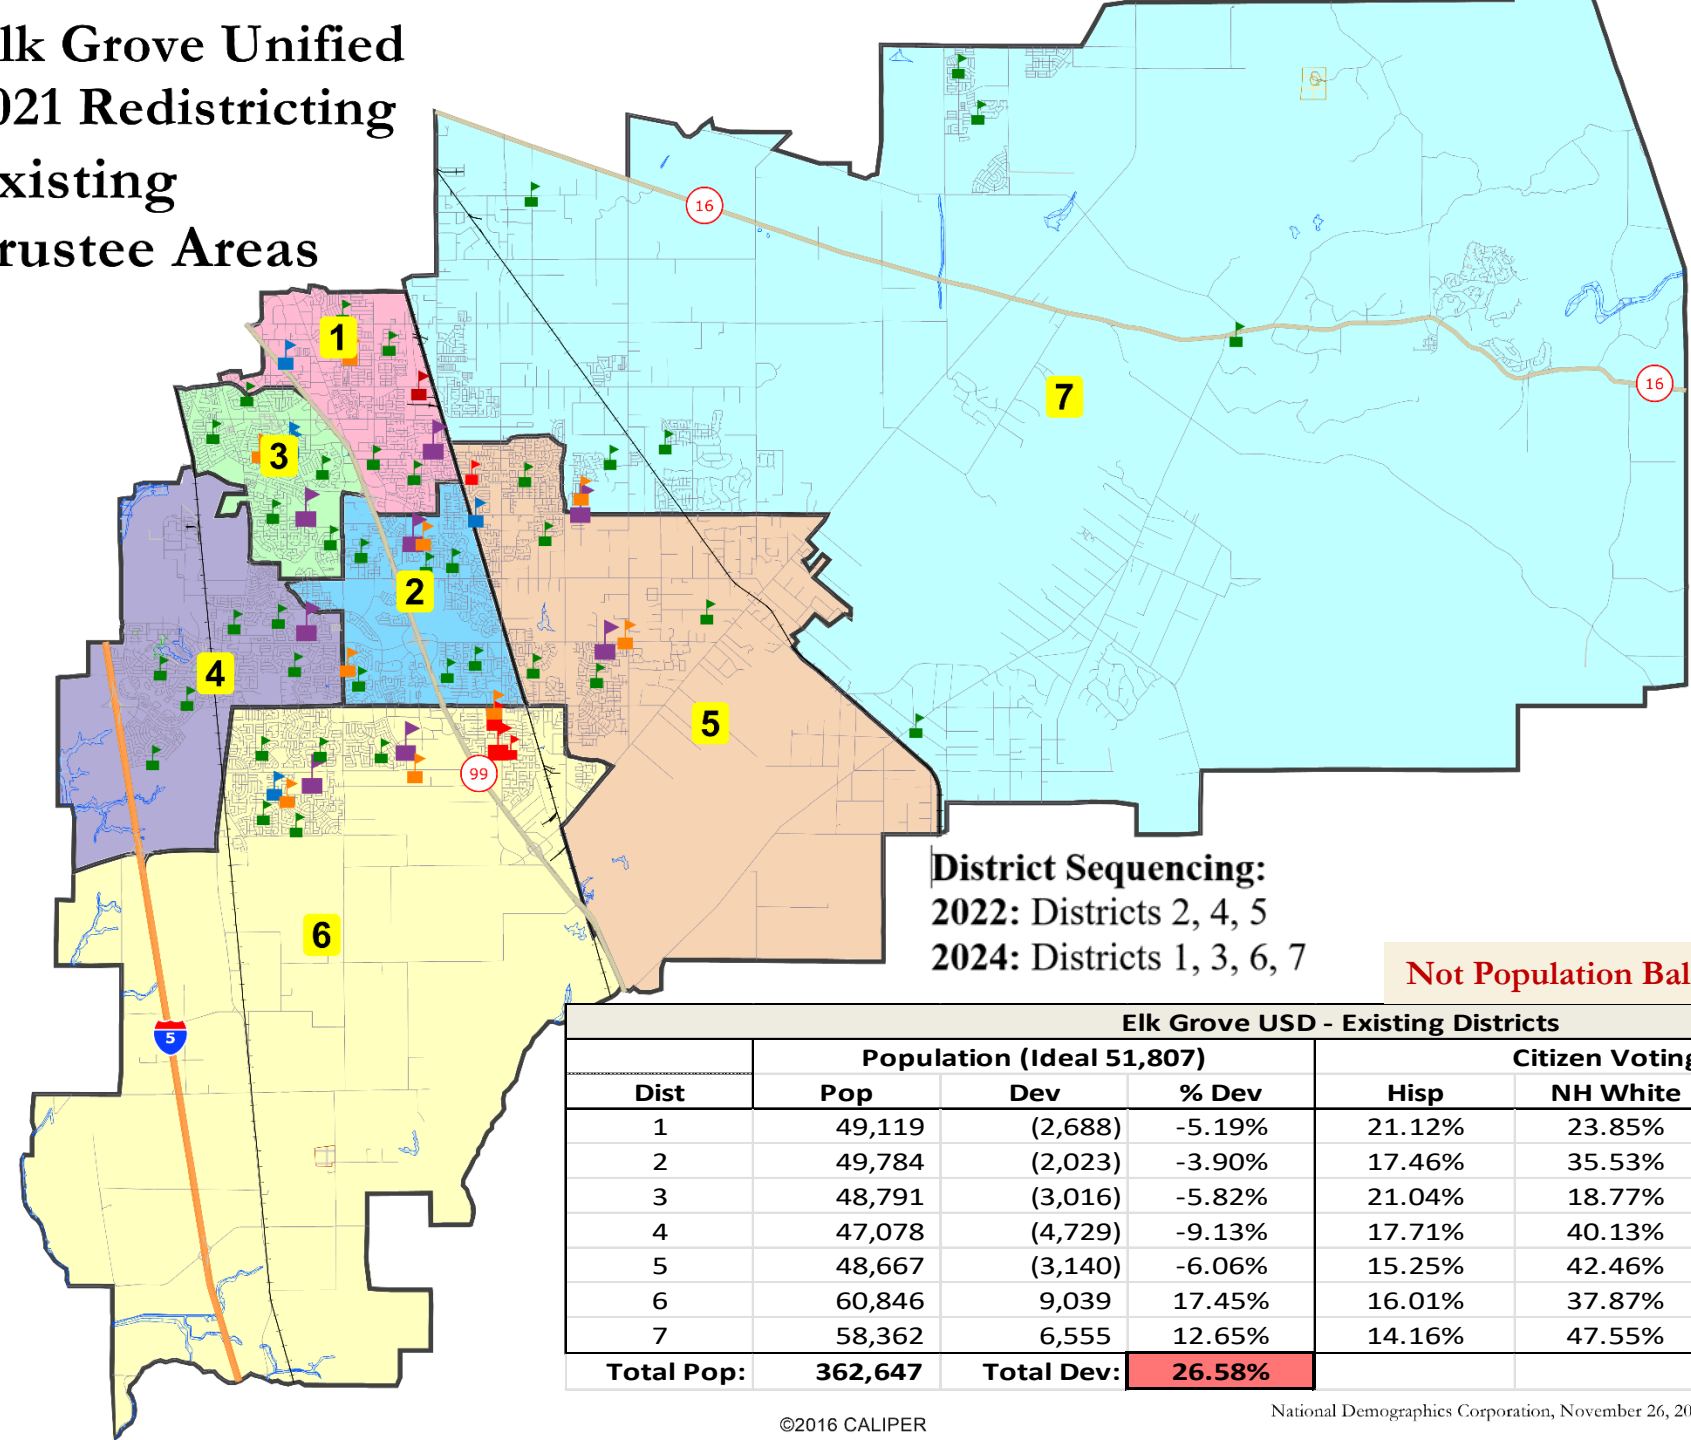 lk Grove Unified
021 Redistricting
xisting
rustee Areas
16
1
7
16
3
2
4
5
99
6
5
District Sequencing:
2022: Districts 2, 4, 5
2024: Districts 1, 3, 6, 7
Not Population Bal
Elk Grove USD - Existing Districts
Population (Ideal 51,807) Citizen Voting
Dist Pop Dev % Dev Hisp NH White
1 49,119 (2,688) -5.19% 21.12% 23.85%
2 49,784 (2,023) -3.90% 17.46% 35.53%
3 48,791 (3,016) -5.82% 21.04% 18.77%
4 47,078 (4,729) -9.13% 17.71% 40.13%
5 48,667 (3,140) -6.06% 15.25% 42.46%
6 60,846 9,039 17.45% 16.01% 37.87%
7 58,362 6,555 12.65% 14.16% 47.55%
Total Pop: 362,647 Total Dev: 26.58%
©2016 CALIPER
National Demographics Corporation, November 26, 20